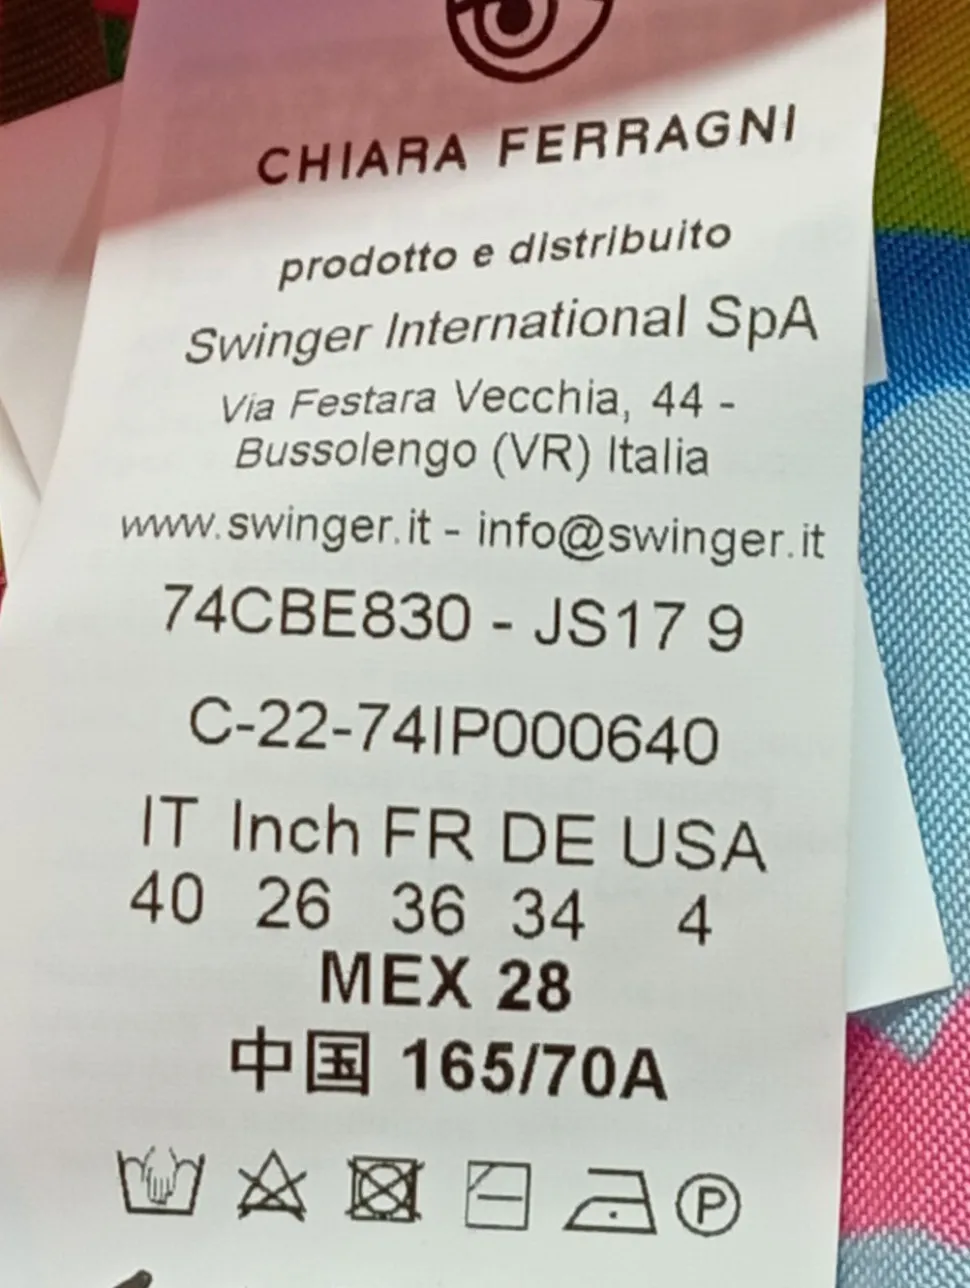 CHIARA FERRAGNI
prodotto e distribuito
Swinger International SpA
Via Festara Vecchia, 44 -
Bussolengo (VR) Italia
www.swinger.it - info@swinger.it
74CBE830 - JS17 9
C-22-74IP000640
IT Inch FR DE USA
40 26 36 34 4
MEX 28
中国 165/70A
P